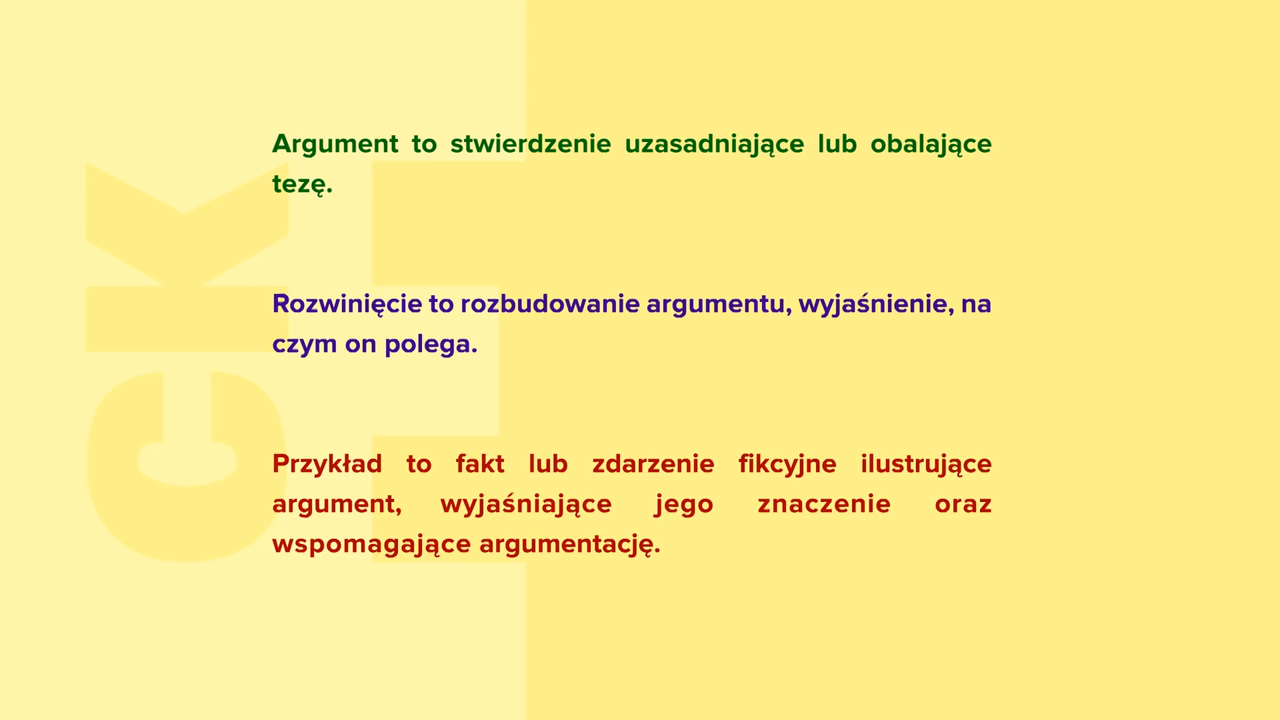 Argument to stwierdzenie uzasadniające lub obalające
tezę.
Rozwinięcie to rozbudowanie argumentu, wyjaśnienie, na
czym on polega.
Przykład to fakt lub zdarzenie fikcyjne ilustrujące
argument, wyjaśniające jego znaczenie oraz
wspomagające argumentację.
ck